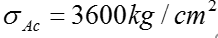 σ_Ac = 3600kg / cm²